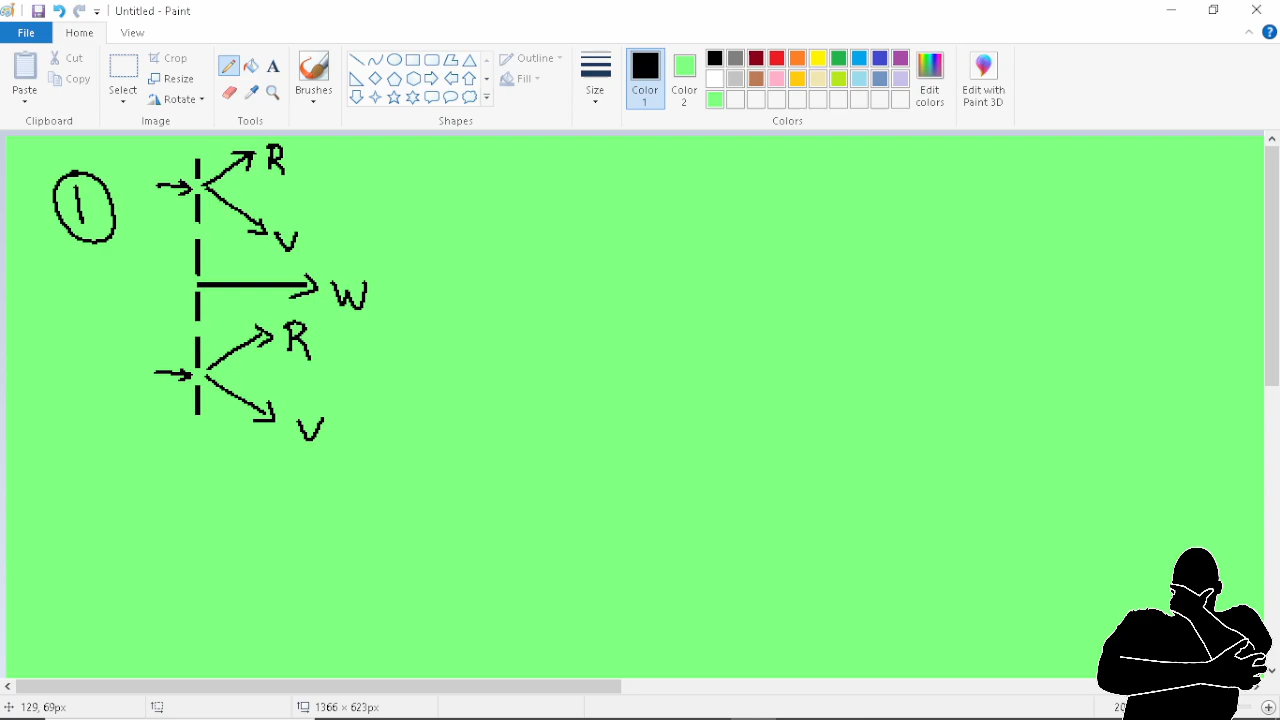 Untitled - Paint
File Home View
Paste Cut Copy
Select Crop Resize Rotate
A
Brushes
Outline Fill
Size
Color 1 Color 2
Edit colors
Edit with Paint 3D
Clipboard Image Tools Shapes Colors
R
1
V
W
R
V
129, 69px 1366 × 623px